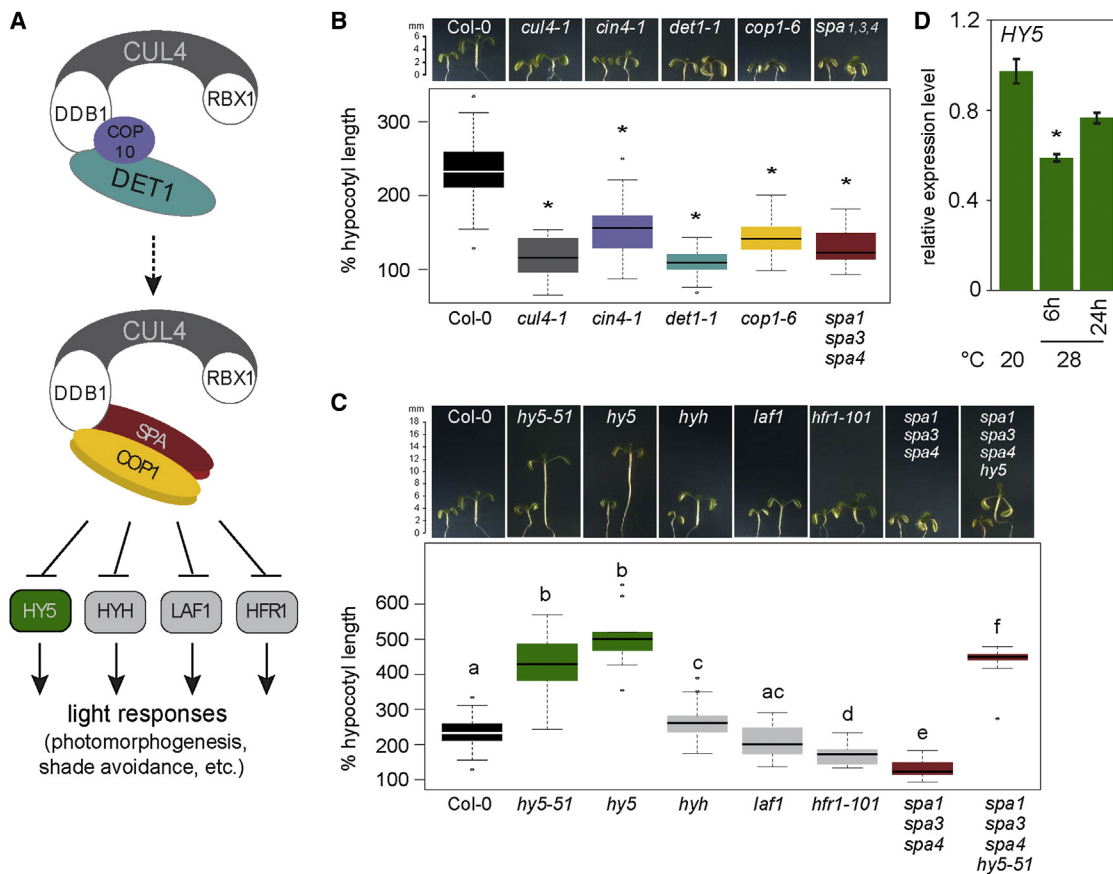 A
CUL4
DDB1
RBX1
COP
10
DET1
CUL4
DDB1
RBX1
SPA
COP1
HY5
HYH
LAF1
HFR1
light responses
(photomorphogenesis,
shade avoidance, etc.)
B
mm
6
4
2
0
Col-0
cul4-1
cin4-1
det1-1
cop1-6
spa 1,3,4
% hypocotyl length
300
200
100
*
*
*
*
*
Col-0
cul4-1
cin4-1
det1-1
cop1-6
spa1
spa3
spa4
C
mm
18
16
14
12
10
8
6
4
2
0
Col-0
hy5-51
hy5
hyh
laf1
hfr1-101
spa1
spa3
spa4
spa1
spa3
spa4
hy5
% hypocotyl length
600
500
400
300
200
100
a
b
b
c
ac
d
e
f
Col-0
hy5-51
hy5
hyh
laf1
hfr1-101
spa1
spa3
spa4
spa1
spa3
spa4
hy5-51
D
HY5
relative expression level
1.2
0.8
0.4
0
*
6h
24h
°C 20 28